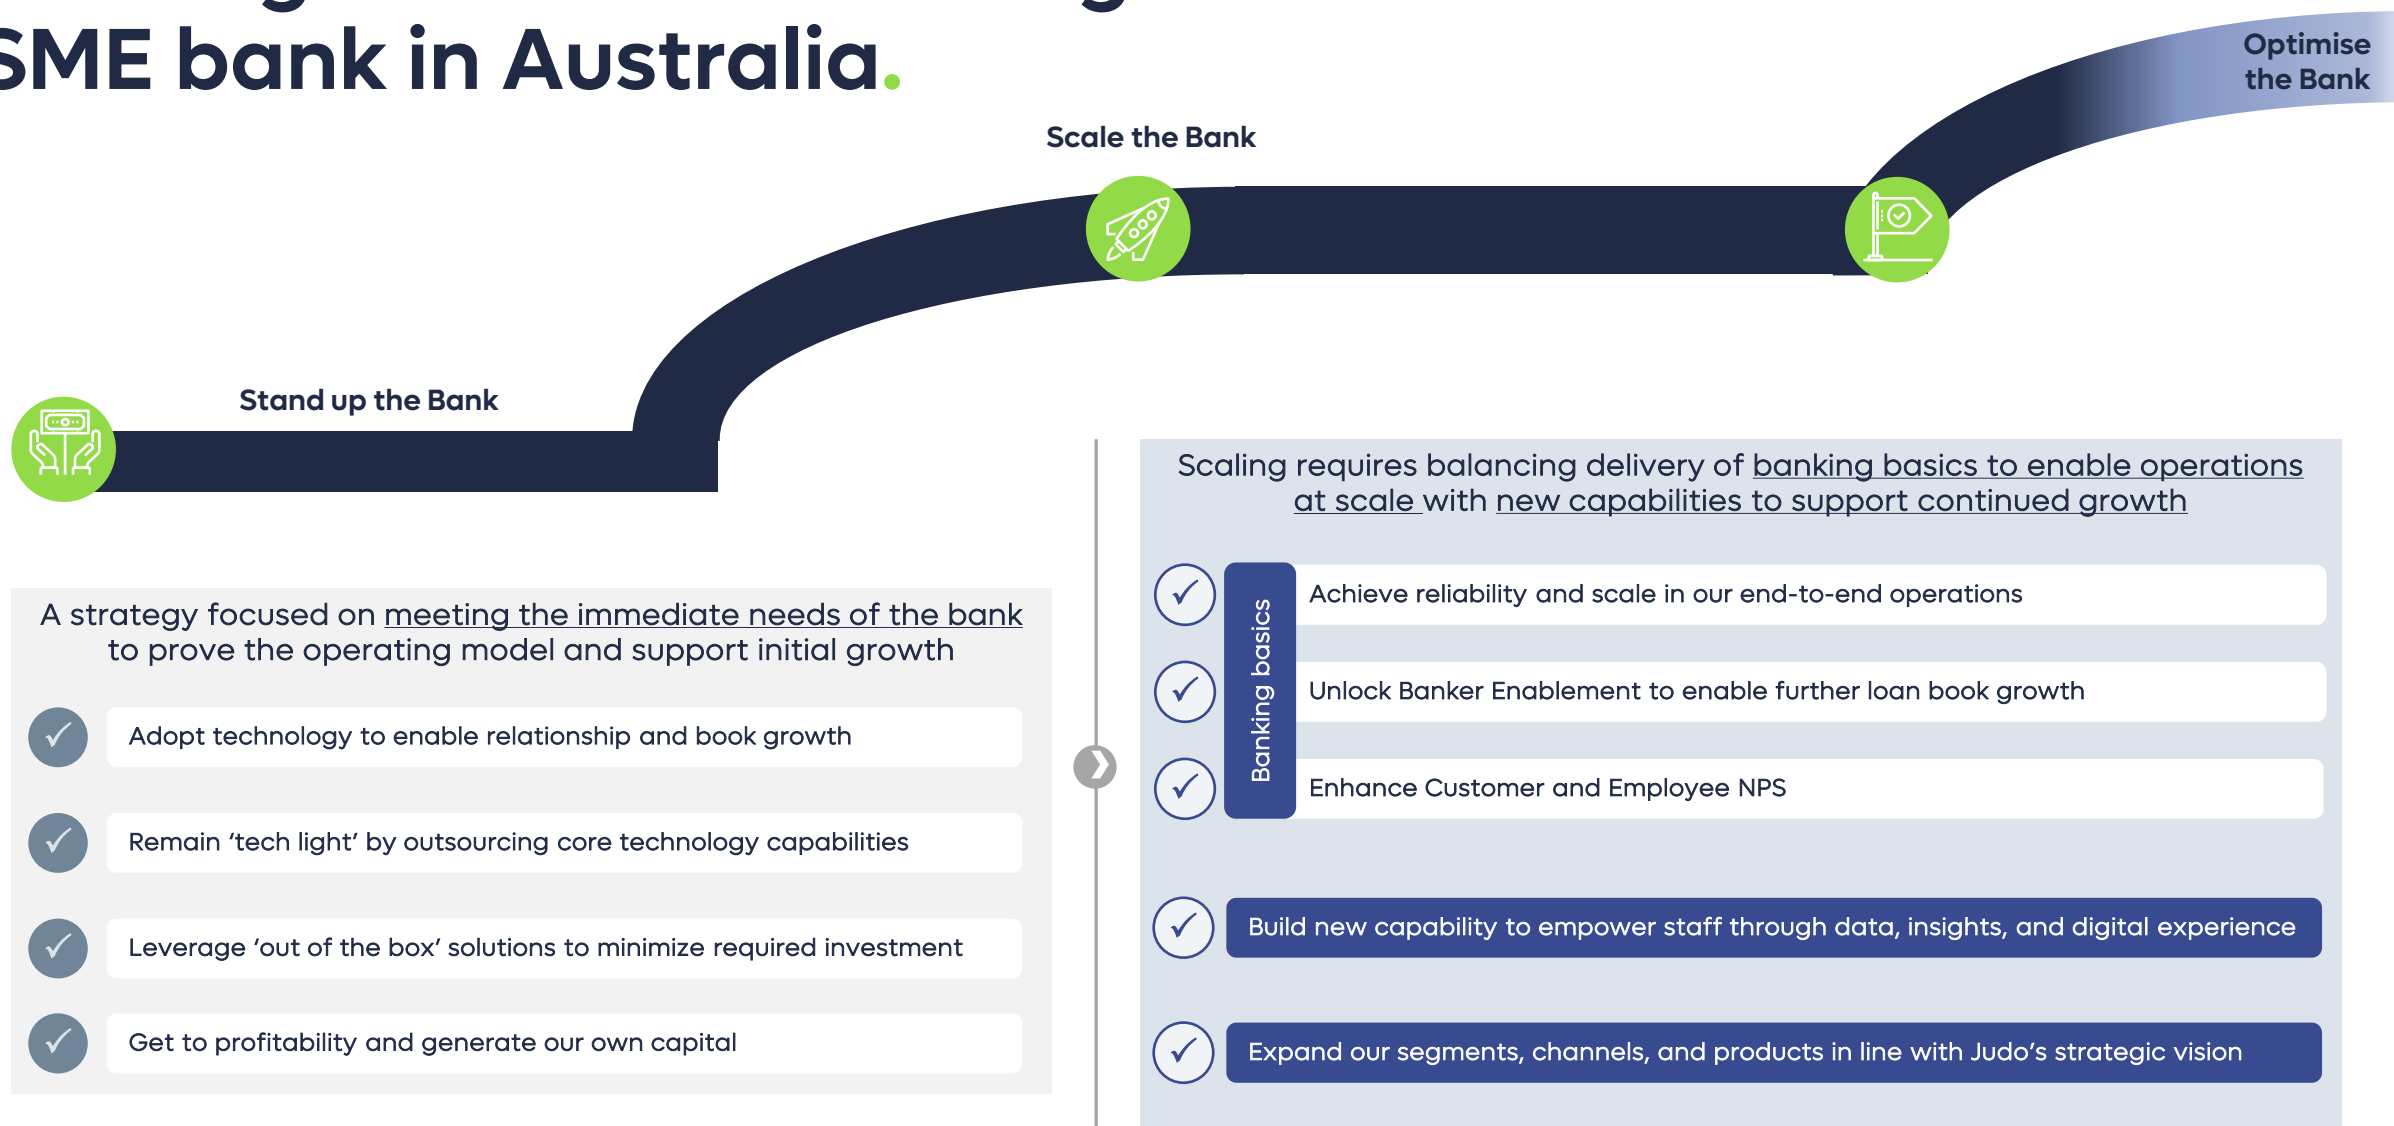 SME bank in Australia.
Optimise
the Bank
Scale the Bank
Stand up the Bank
A strategy focused on meeting the immediate needs of the bank
to prove the operating model and support initial growth
Adopt technology to enable relationship and book growth
Remain ‘tech light’ by outsourcing core technology capabilities
Leverage ‘out of the box’ solutions to minimize required investment
Get to profitability and generate our own capital
Scaling requires balancing delivery of banking basics to enable operations
at scale with new capabilities to support continued growth
Banking basics
Achieve reliability and scale in our end-to-end operations
Unlock Banker Enablement to enable further loan book growth
Enhance Customer and Employee NPS
Build new capability to empower staff through data, insights, and digital experience
Expand our segments, channels, and products in line with Judo’s strategic vision